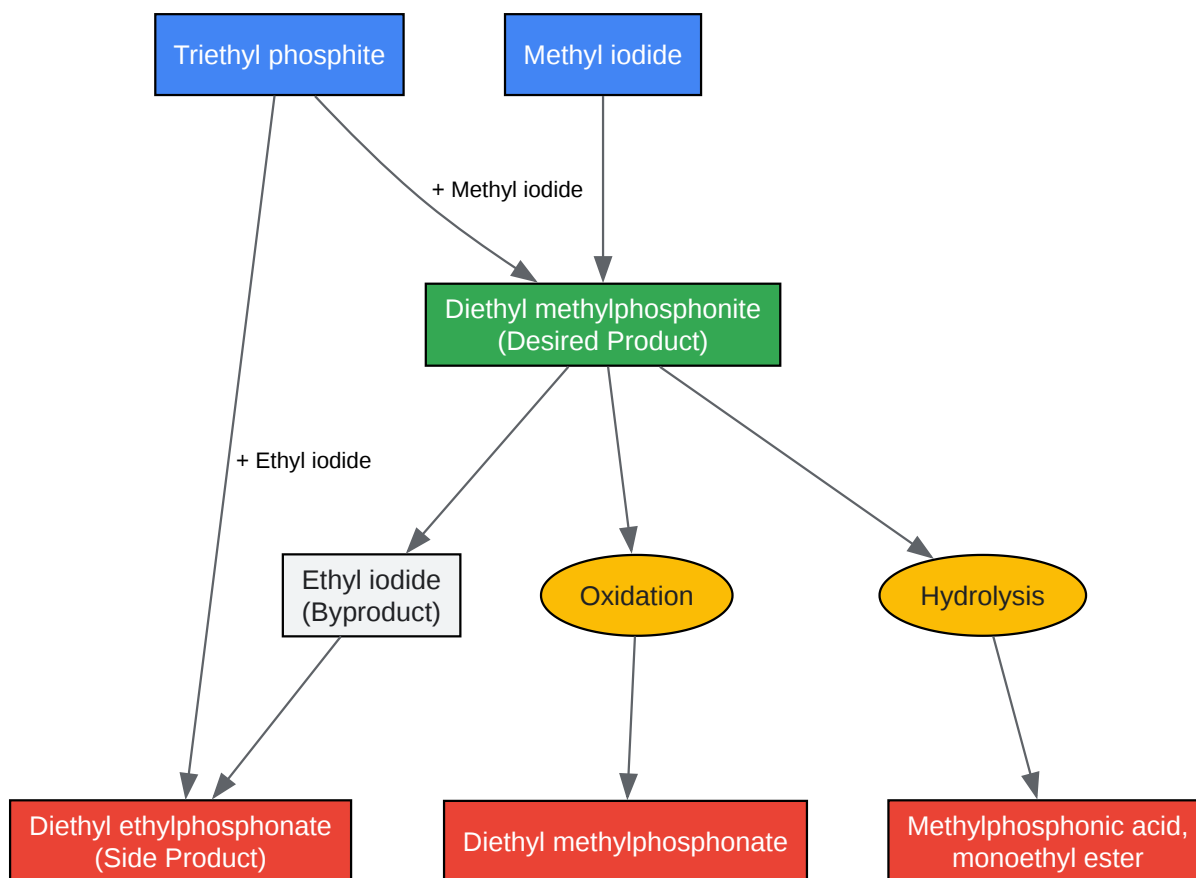 Triethyl phosphite
Methyl iodide
+ Methyl iodide
Diethyl methylphosphonite
(Desired Product)
+ Ethyl iodide
Ethyl iodide
(Byproduct)
Oxidation
Hydrolysis
Diethyl ethylphosphonate
(Side Product)
Diethyl methylphosphonate
Methylphosphonic acid,
monoethyl ester